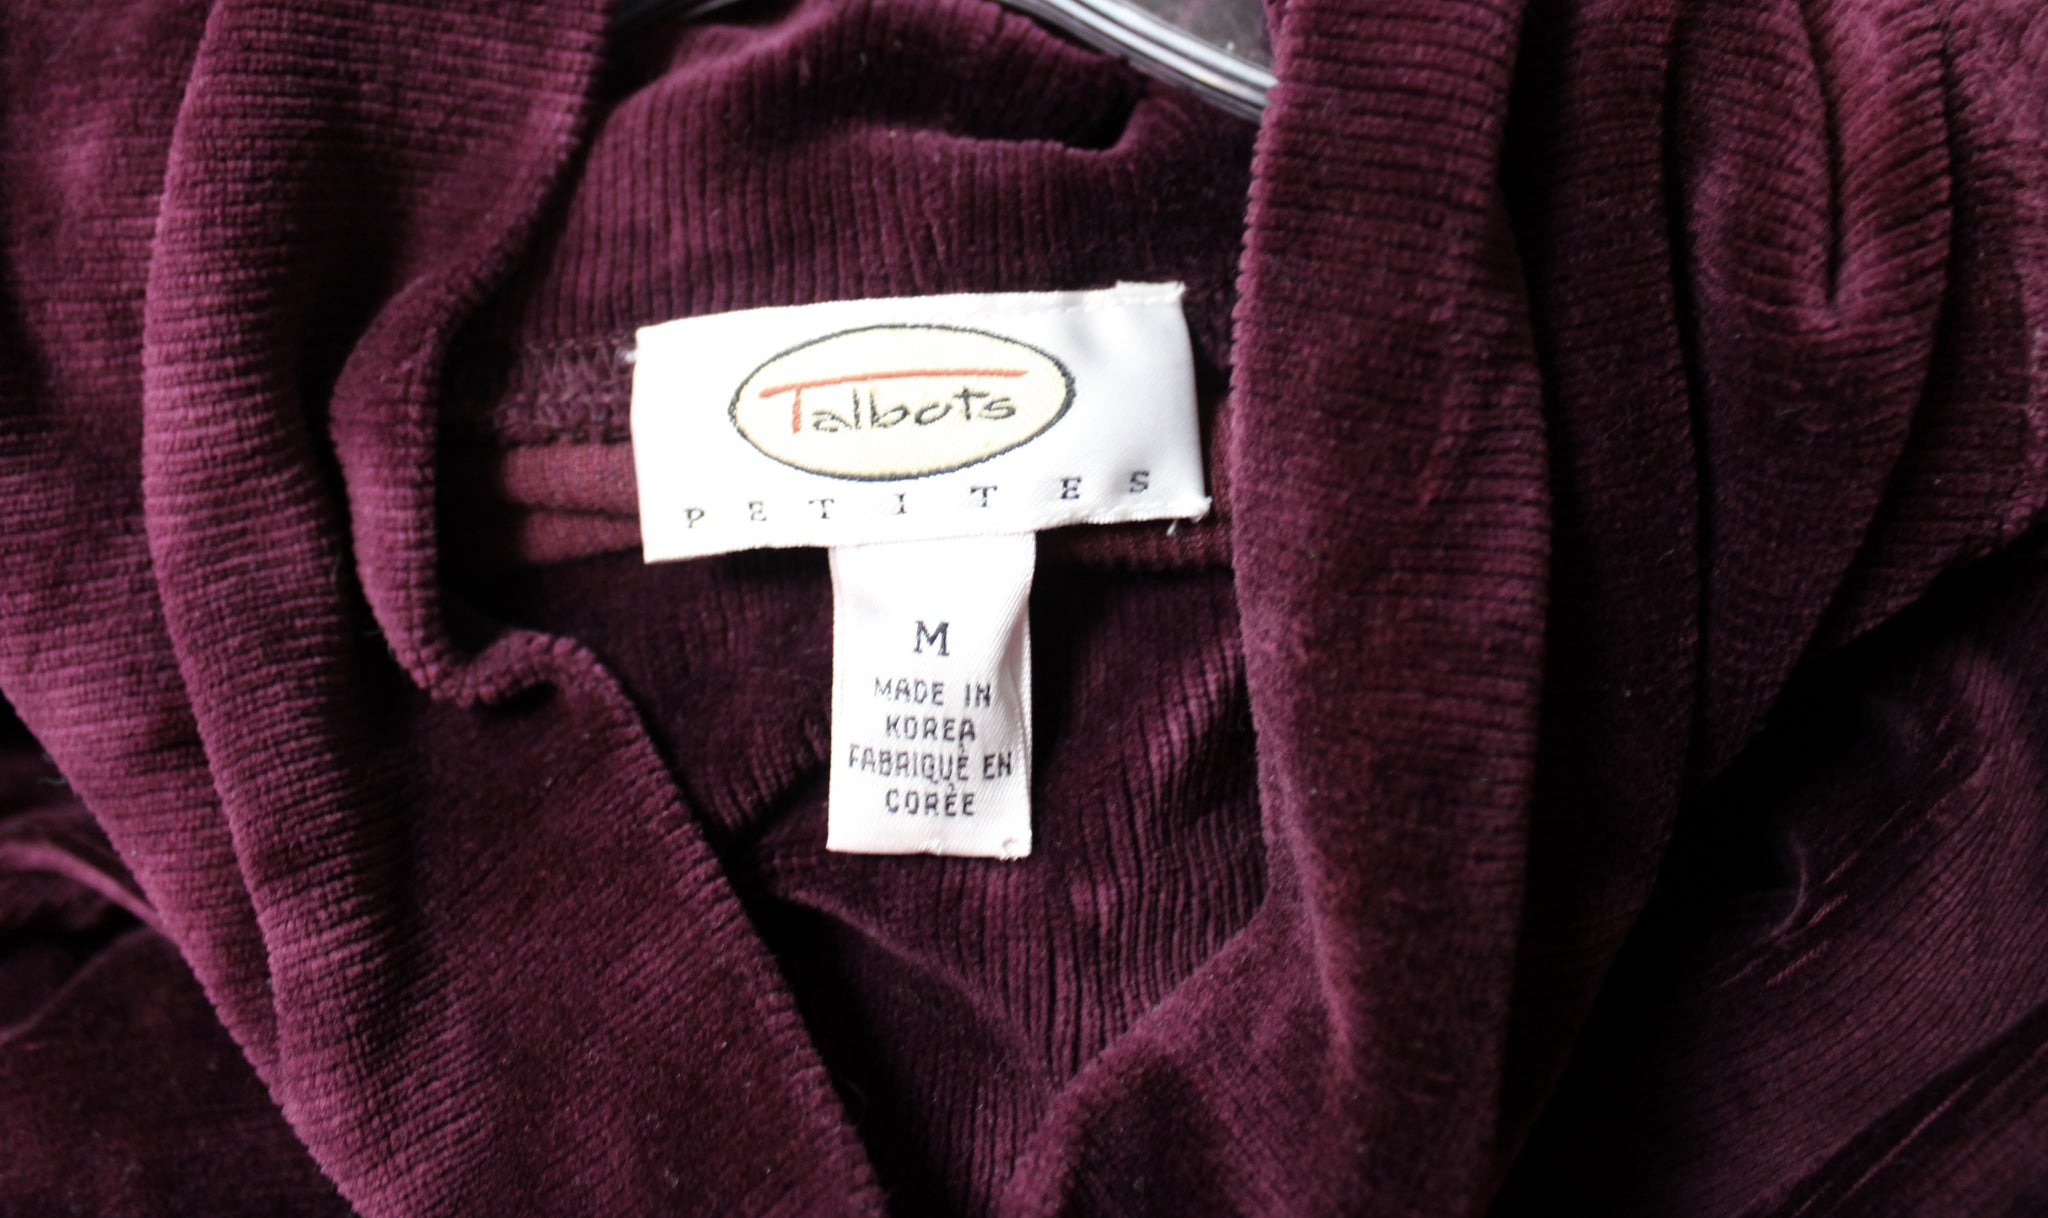 Talbots
PETITES
M
MADE IN
KOREA
FABRIQUÉ EN
CORÉE